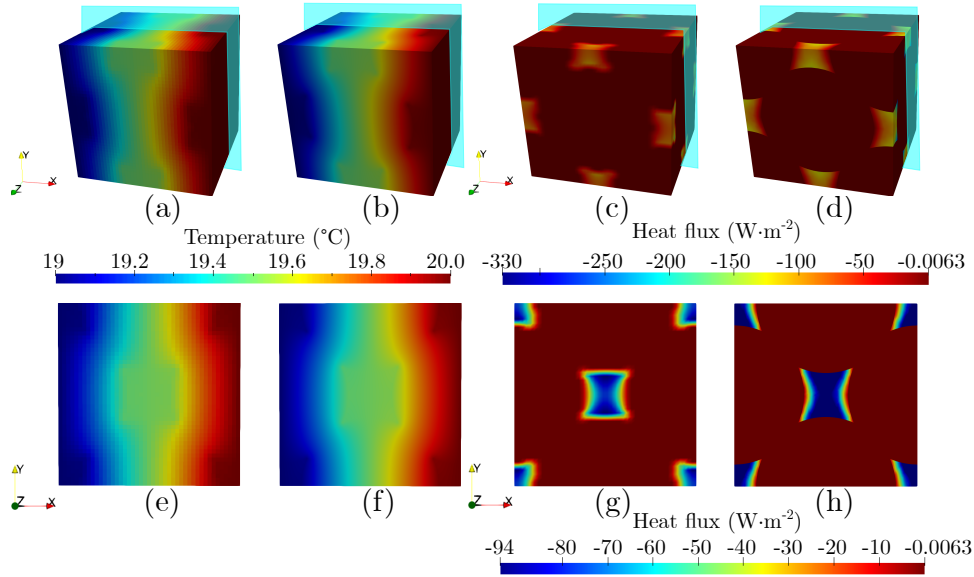 Y
Z
X
Y
Z
X
(a) (b) (c) (d)
Temperature (°C)
19 19.2 19.4 19.6 19.8 20.0
Heat flux (W·m⁻²)
-330 -250 -200 -150 -100 -50 -0.0063
Y
Z
X
Y
Z
X
(e) (f) (g) (h)
Heat flux (W·m⁻²)
-94 -80 -70 -60 -50 -40 -30 -20 -10 -0.0063